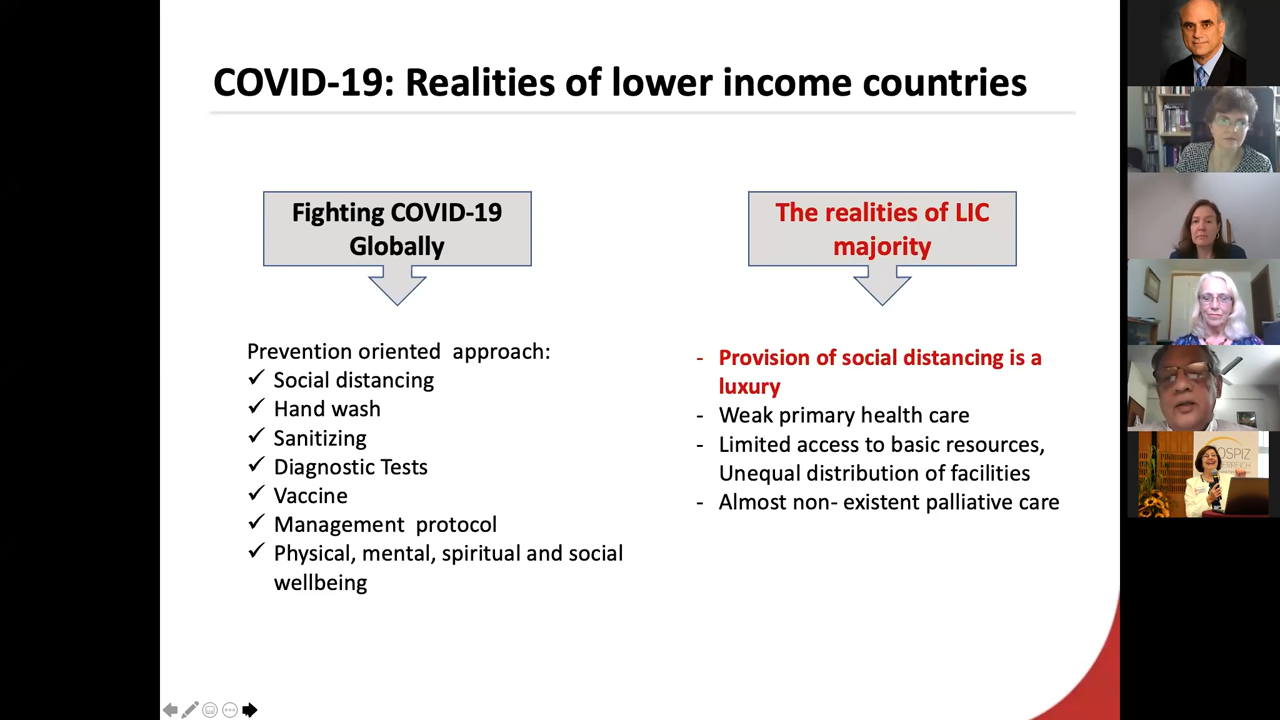 COVID-19: Realities of lower income countries
Fighting COVID-19
Globally
Prevention oriented approach:
✓ Social distancing
✓ Hand wash
✓ Sanitizing
✓ Diagnostic Tests
✓ Vaccine
✓ Management protocol
✓ Physical, mental, spiritual and social
wellbeing
The realities of LIC
majority
- Provision of social distancing is a
luxury
- Weak primary health care
- Limited access to basic resources,
Unequal distribution of facilities
- Almost non- existent palliative care
OSPIZ